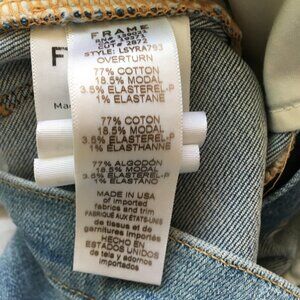 FRAME
STYLE: LSYRA793
OVERTURN
77% COTTON
18.5% MODAL
3.5% ELASTEREL-P
1% ELASTANE
77% COTON
18.5% MODAL
3.5% ELASTEREL-P
1% ELASTHANNE
77% ALGODÓN
18.5% MODAL
3.5% ELASTEREL-P
1% ELASTANO
MADE IN USA
of imported
fabrics and trim
FABRIQUÉ AUX ÉTATS-UNIS
de tissus et de
garnitures importés
HECHO EN
ESTADOS UNIDOS
de tela y adornos
importados
F
Ma